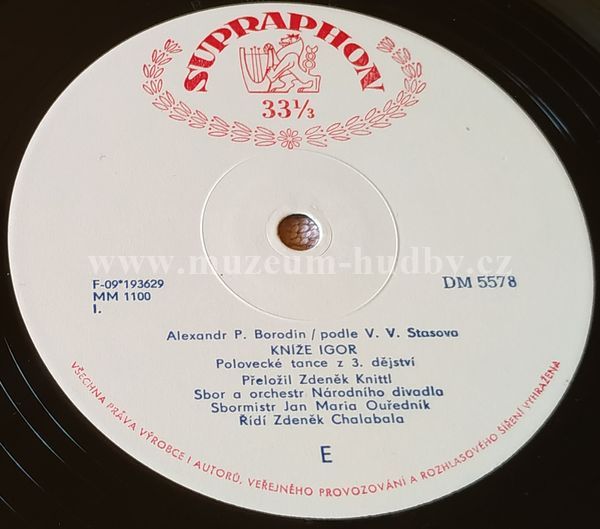 SUPRAPHON
33⅓
www.muzeum-hudby.cz
F-09*193629
MM 1100
I.
DM 5578
Alexandr P. Borodin / podle V. V. Stasova
KNÍŽE IGOR
Polovecké tance z 3. dějství
Přeložil Zdeněk Knittl
Sbor a orchestr Národního divadla
Sbormistr Jan Maria Ouředník
Řídí Zdeněk Chalabala
E
VŠECHNA PRÁVA VÝROBCE I AUTORŮ, VEŘEJNÉHO PROVOZOVÁNÍ A ROZHLASOVÉHO ŠÍŘENÍ VYHRAŽENA